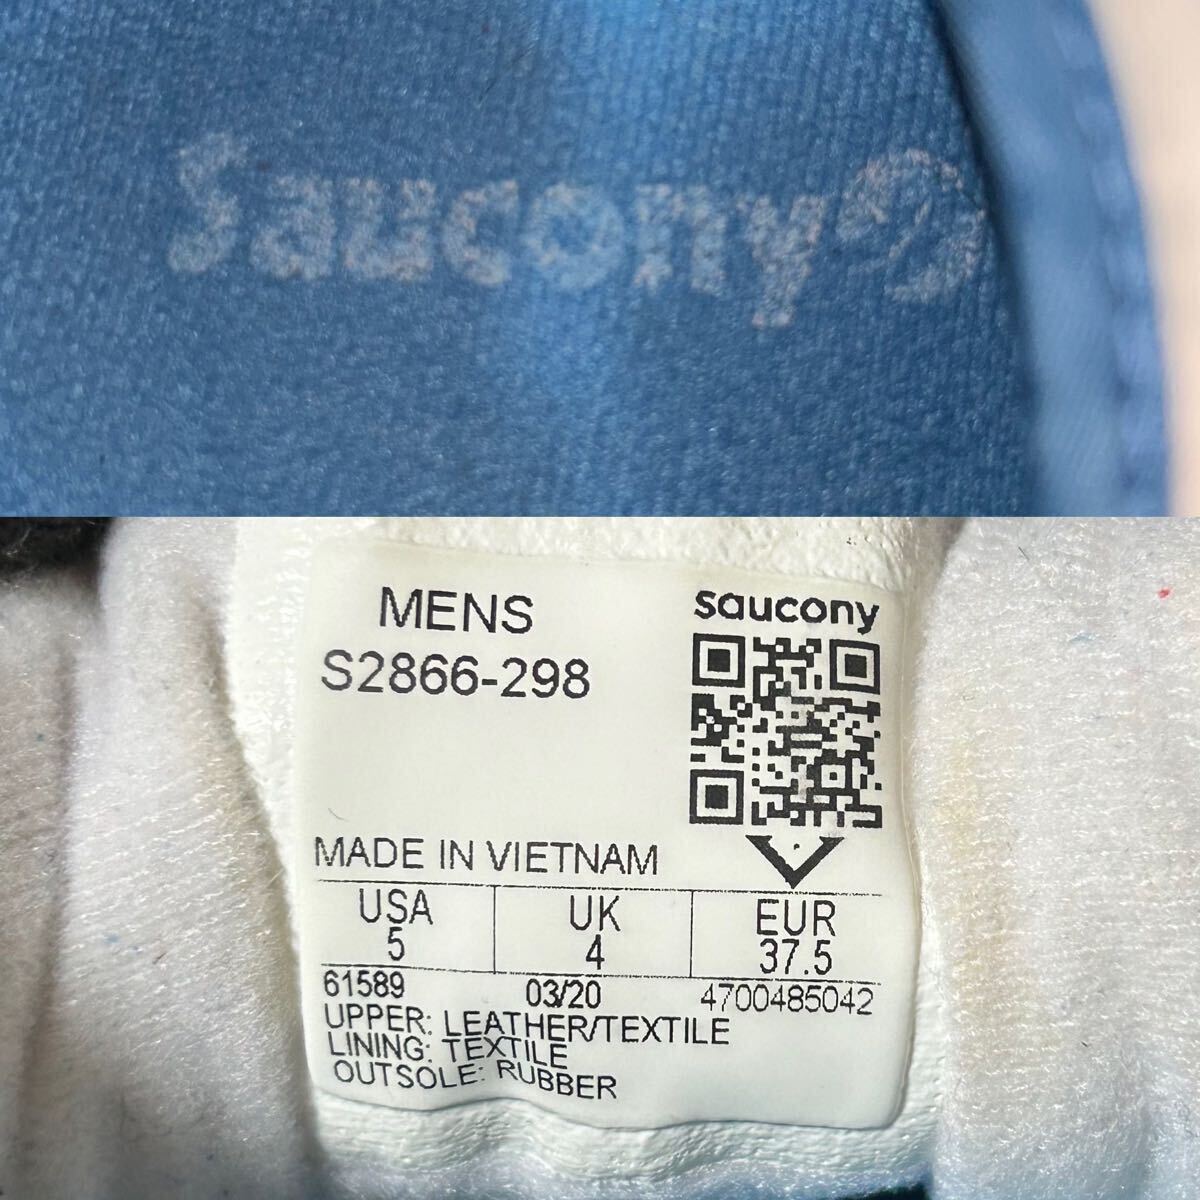 saucony
MENS
saucony
S2866-298
MADE IN VIETNAM
USA UK EUR
5 4 37.5
61589 03/20 4700485042
UPPER: LEATHER/TEXTILE
LINING: TEXTILE
OUTSOLE: RUBBER